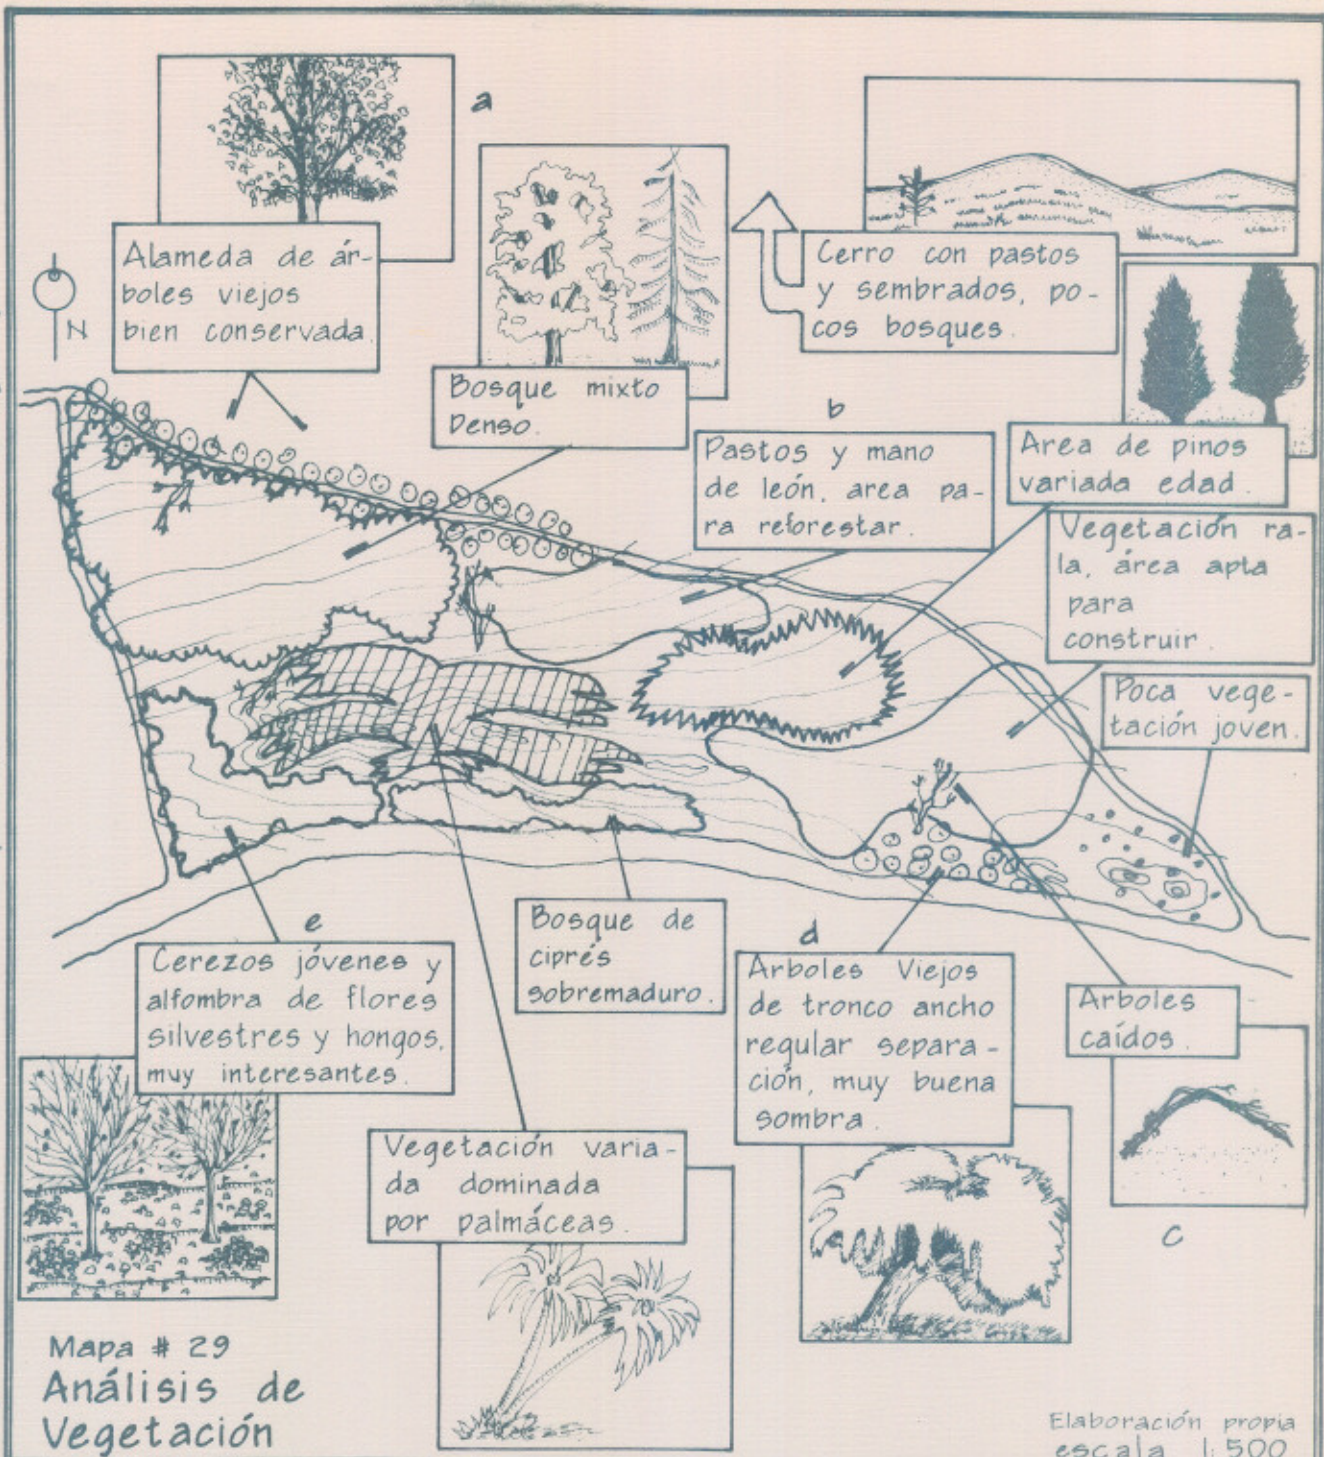 a
Alameda de ár-
boles viejos
bien conservada.
N
Bosque mixto
Denso.
Cerro con pastos
y sembrados, po-
cos bosques.
b
Pastos y mano
de león, area pa-
ra reforestar.
Area de pinos
variada edad.
Vegetación ra-
la, área apta
para
construir.
Poca vege-
tación joven.
e
Cerezos jóvenes y
alfombra de flores
silvestres y hongos,
muy interesantes.
Bosque de
ciprés
sobremaduro.
d
Arboles Viejos
de tronco ancho
regular separa-
ción, muy buena
sombra.
Arboles
caídos.
c
Vegetación varia-
da dominada
por palmáceas.
Mapa # 29
Análisis de
Vegetación
Elaboración propia
escala 1:500